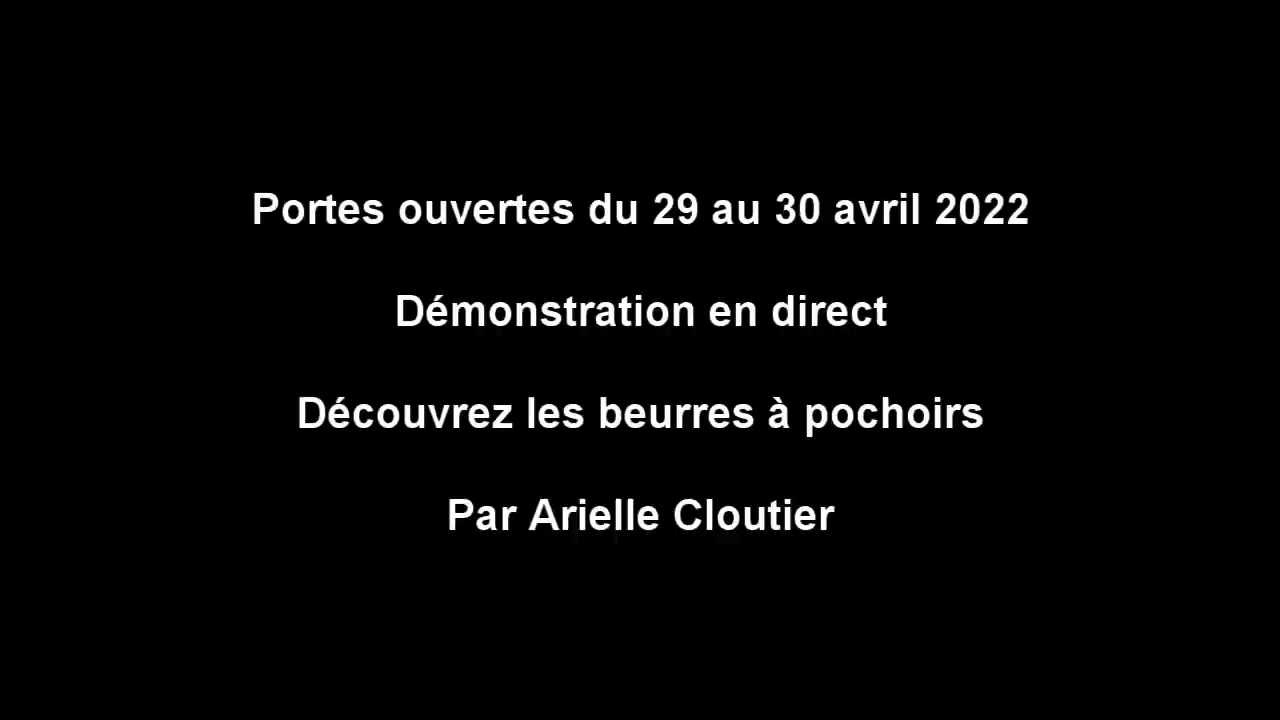 Portes ouvertes du 29 au 30 avril 2022
Démonstration en direct
Découvrez les beurres à pochoirs
Par Arielle Cloutier